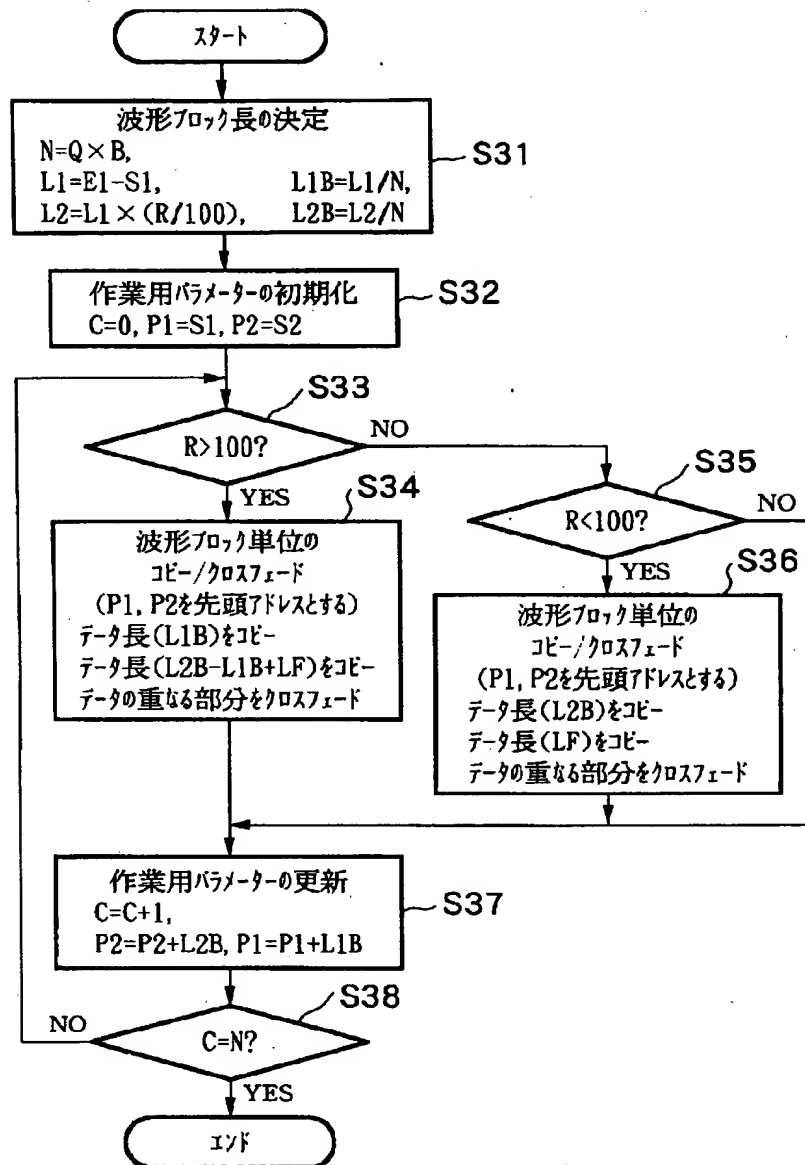 スタート
波形ブロック長の決定
N=Q×B,
L1=E1-S1, L1B=L1/N,
L2=L1×(R/100), L2B=L2/N
S31
作業用パラメーターの初期化
C=0, P1=S1, P2=S2
S32
S33
R>100?
NO
YES
S34
波形ブロック単位の
コピー/クロスフェード
(P1, P2を先頭アドレスとする)
データ長(L1B)をコピー
データ長(L2B-L1B+LF)をコピー
データの重なる部分をクロスフェード
S35
R<100?
NO
YES
S36
波形ブロック単位の
コピー/クロスフェード
(P1, P2を先頭アドレスとする)
データ長(L2B)をコピー
データ長(LF)をコピー
データの重なる部分をクロスフェード
作業用パラメーターの更新
C=C+1,
P2=P2+L2B, P1=P1+L1B
S37
S38
NO
C=N?
YES
エンド